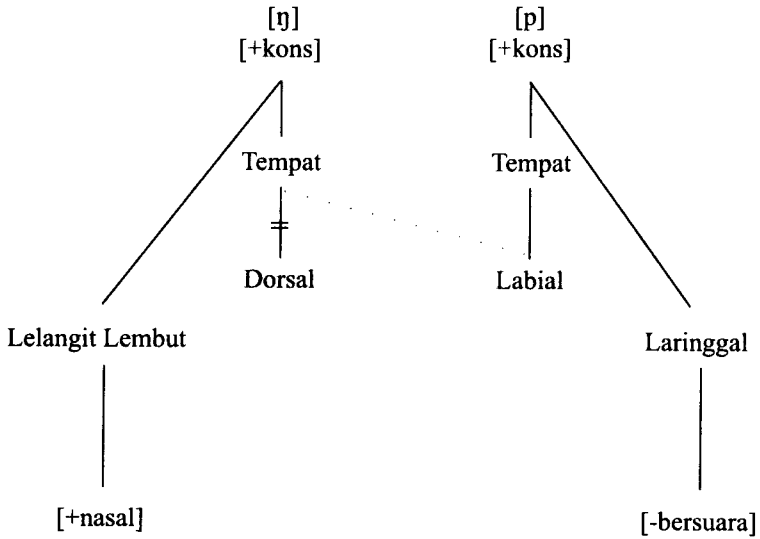 [ŋ] [p]
[+kons] [+kons]
Tempat Tempat
Dorsal Labial
Lelangit Lembut Laringgal
[+nasal] [-bersuara]